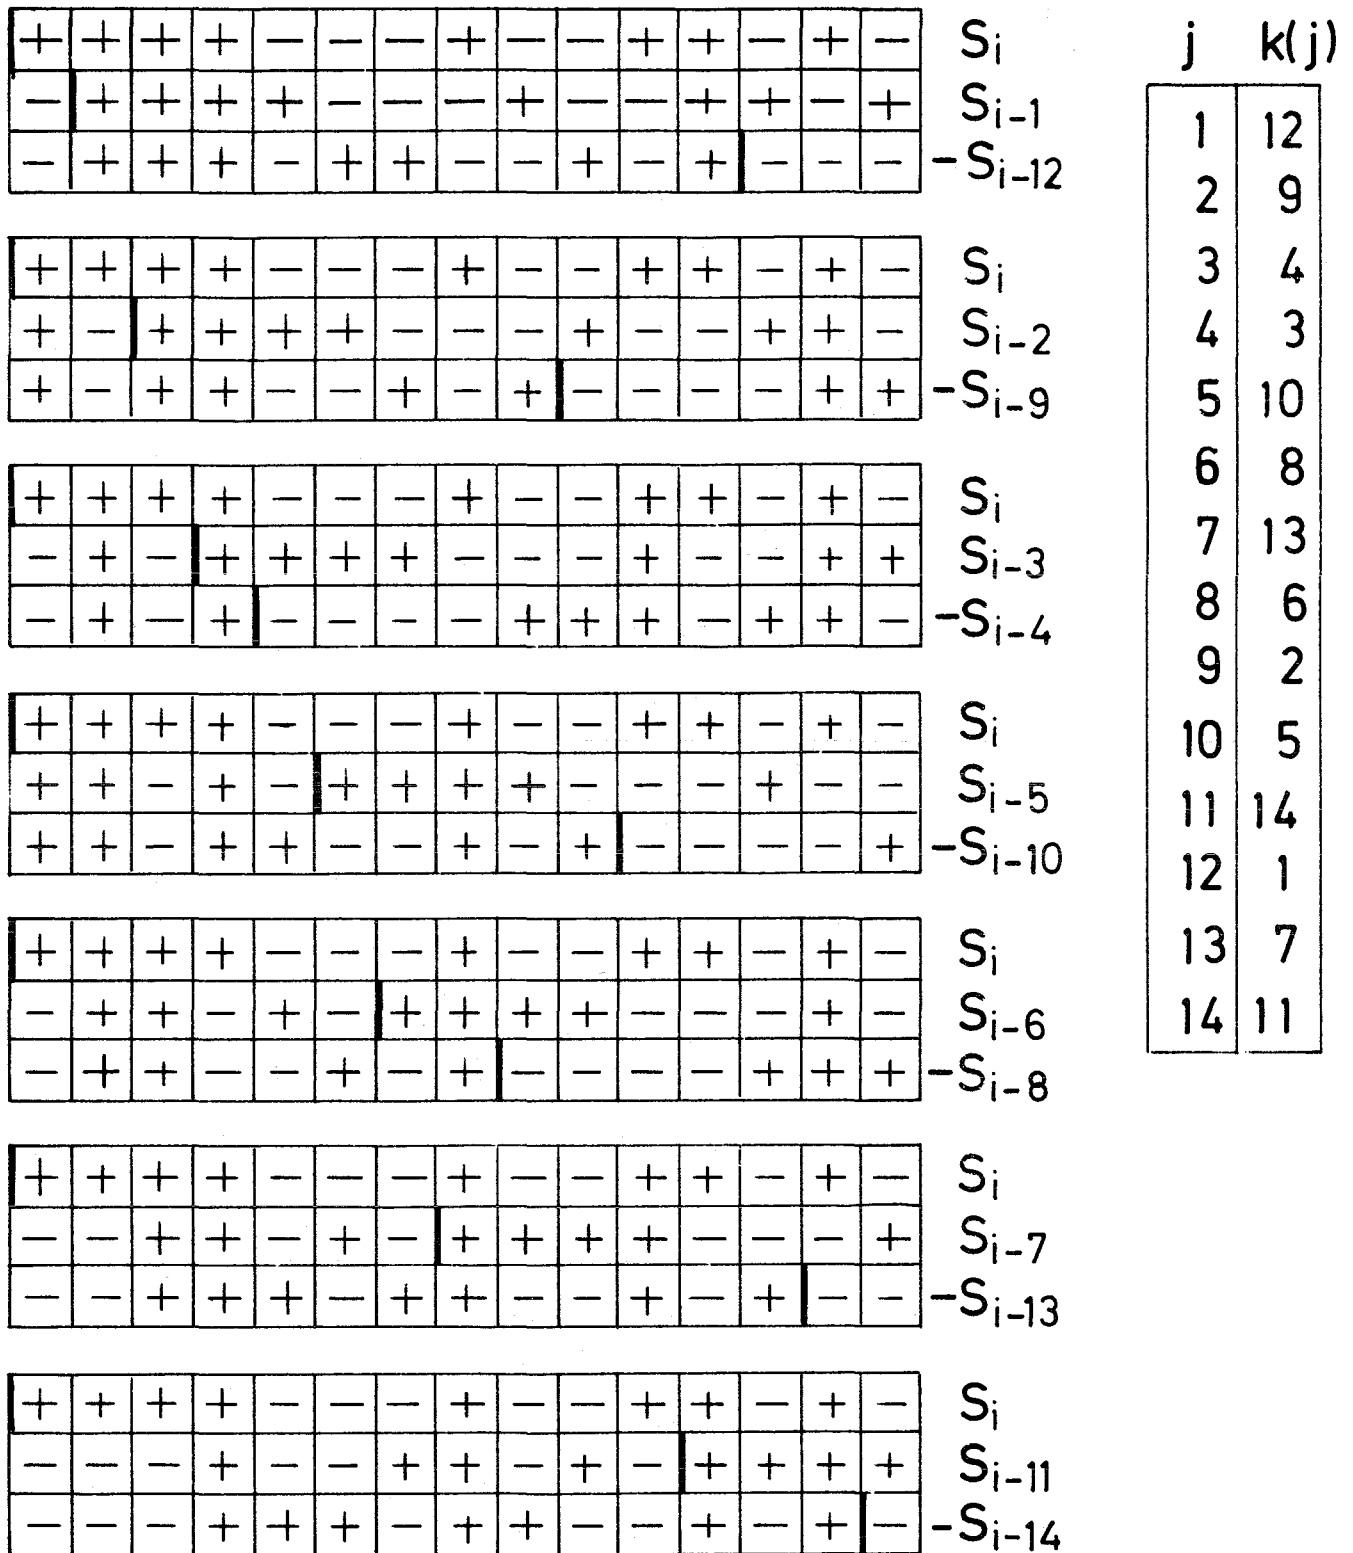 + + + + − − − + − − + + − + − Sᵢ
− + + + + − − − + − − + + − + Sᵢ₋₁
− + + + − + + − − + − + − − − −Sᵢ₋₁₂
+ + + + − − − + − − + + − + − Sᵢ
+ − + + + + − − − + − − + + − Sᵢ₋₂
+ − + + − − + − + − − − − + + −Sᵢ₋₉
+ + + + − − − + − − + + − + − Sᵢ
− + − + + + + − − − + − − + + Sᵢ₋₃
− + − + − − − − + + + − + + − −Sᵢ₋₄
+ + + + − − − + − − + + − + − Sᵢ
+ + − + − + + + + − − − + − − Sᵢ₋₅
+ + − + + − − + − + − − − − + −Sᵢ₋₁₀
+ + + + − − − + − − + + − + − Sᵢ
− + + − + − + + + + − − − + − Sᵢ₋₆
− + + − − + − + − − − − + + + −Sᵢ₋₈
+ + + + − − − + − − + + − + − Sᵢ
− − + + − + − + + + + − − − + Sᵢ₋₇
− − + + + − + + − − + − + − − −Sᵢ₋₁₃
+ + + + − − − + − − + + − + − Sᵢ
− − − + − − + + − + − + + + + Sᵢ₋₁₁
− − − + + + − + + − − + − + − −Sᵢ₋₁₄
j k(j)
1 12
2 9
3 4
4 3
5 10
6 8
7 13
8 6
9 2
10 5
11 14
12 1
13 7
14 11